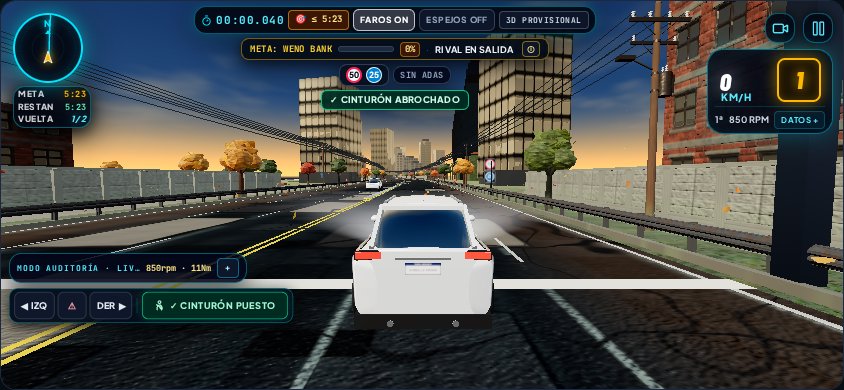 N
00:00.040
≤ 5:23
FAROS ON
ESPEJOS OFF
3D PROVISIONAL
META: WENO BANK
0%
· RIVAL EN SALIDA
50
25
SIN ADAS
✓ CINTURÓN ABROCHADO
META 5:23
RESTAN 5:23
VUELTA 1/2
0
KM/H
1
1ª 850 RPM
DATOS +
MODO AUDITORÍA · LIV… 850rpm · 11Nm
+
◀ IZQ
⚠
DER ▶
✓ CINTURÓN PUESTO